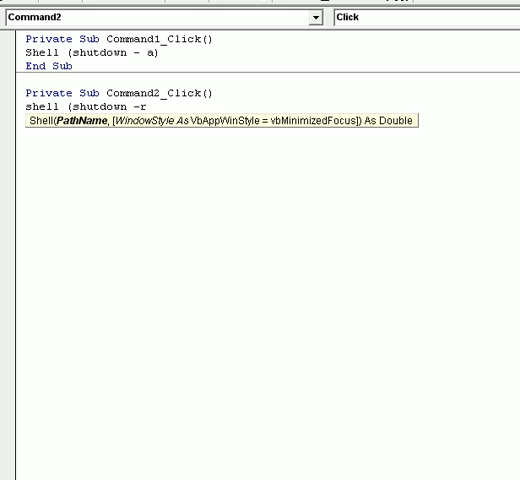 Command2
Click
Private Sub Command1_Click()
Shell (shutdown - a)
End Sub
Private Sub Command2_Click()
shell (shutdown -r
Shell(PathName, [WindowStyle As VbAppWinStyle = vbMinimizedFocus]) As Double